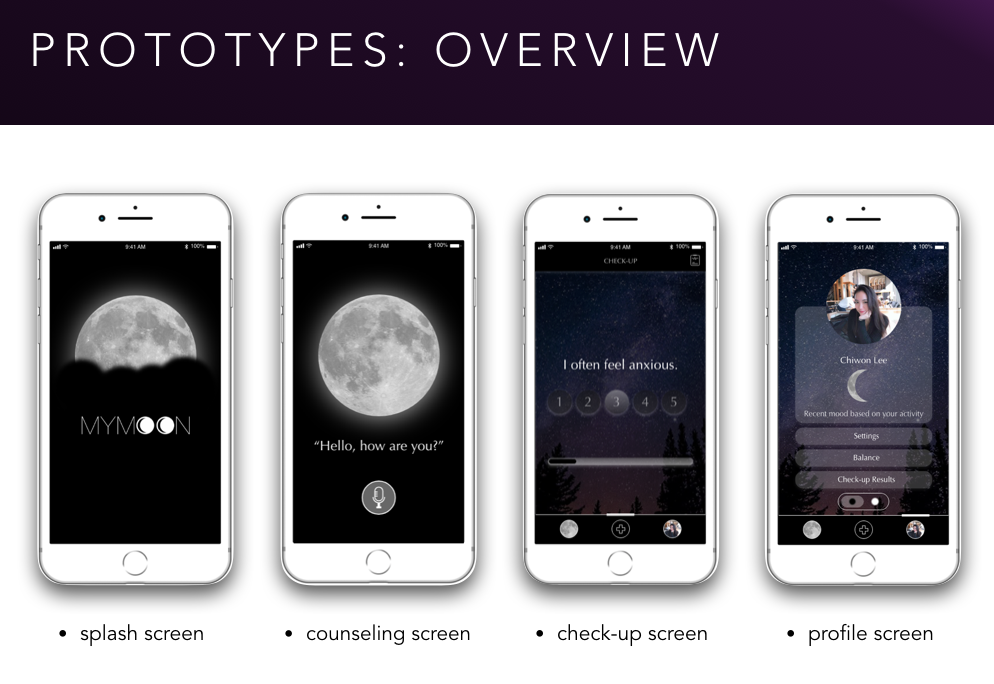 PROTOTYPES: OVERVIEW
9:41 AM
100%
MYMOON
9:41 AM
100%
“Hello, how are you?”
9:41 AM
100%
CHECK-UP
I often feel anxious.
1 2 3 4 5
9:41 AM
100%
Chiwon Lee
Recent mood based on your activity
Settings
Balance
Check-up Results
• splash screen
• counseling screen
• check-up screen
• profile screen